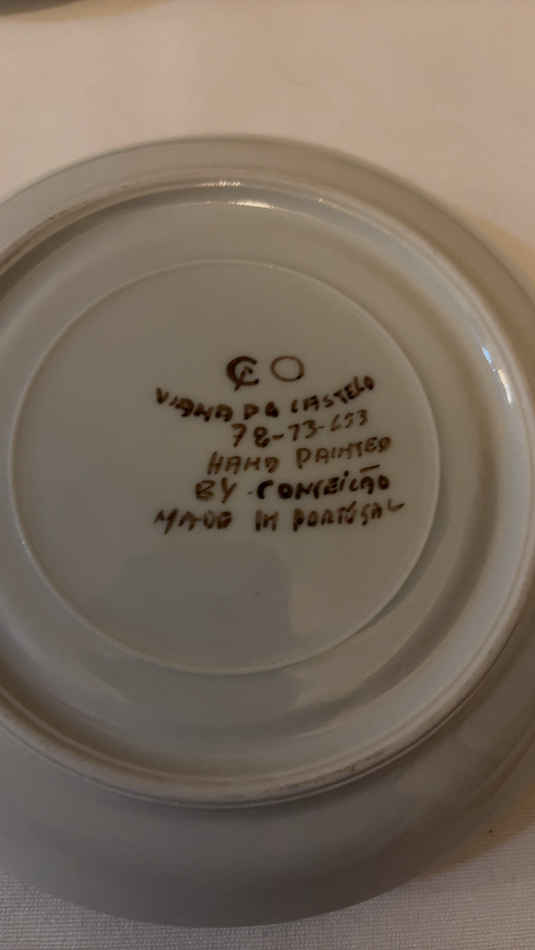 VIANA DO CASTELO
78-73-653
HAND PAINTED
BY CONCEIÇÃO
MADE IN PORTUGAL